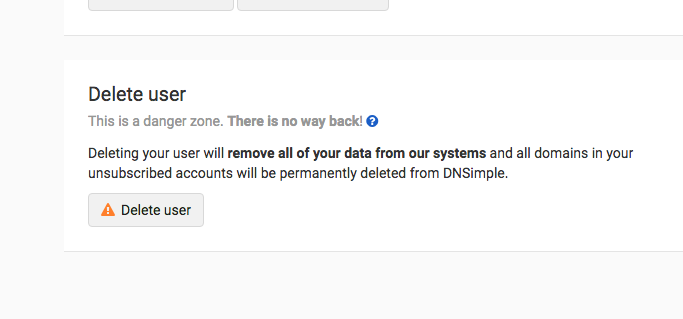 Delete user
This is a danger zone. There is no way back!
Deleting your user will remove all of your data from our systems and all domains in your
unsubscribed accounts will be permanently deleted from DNSimple.
Delete user